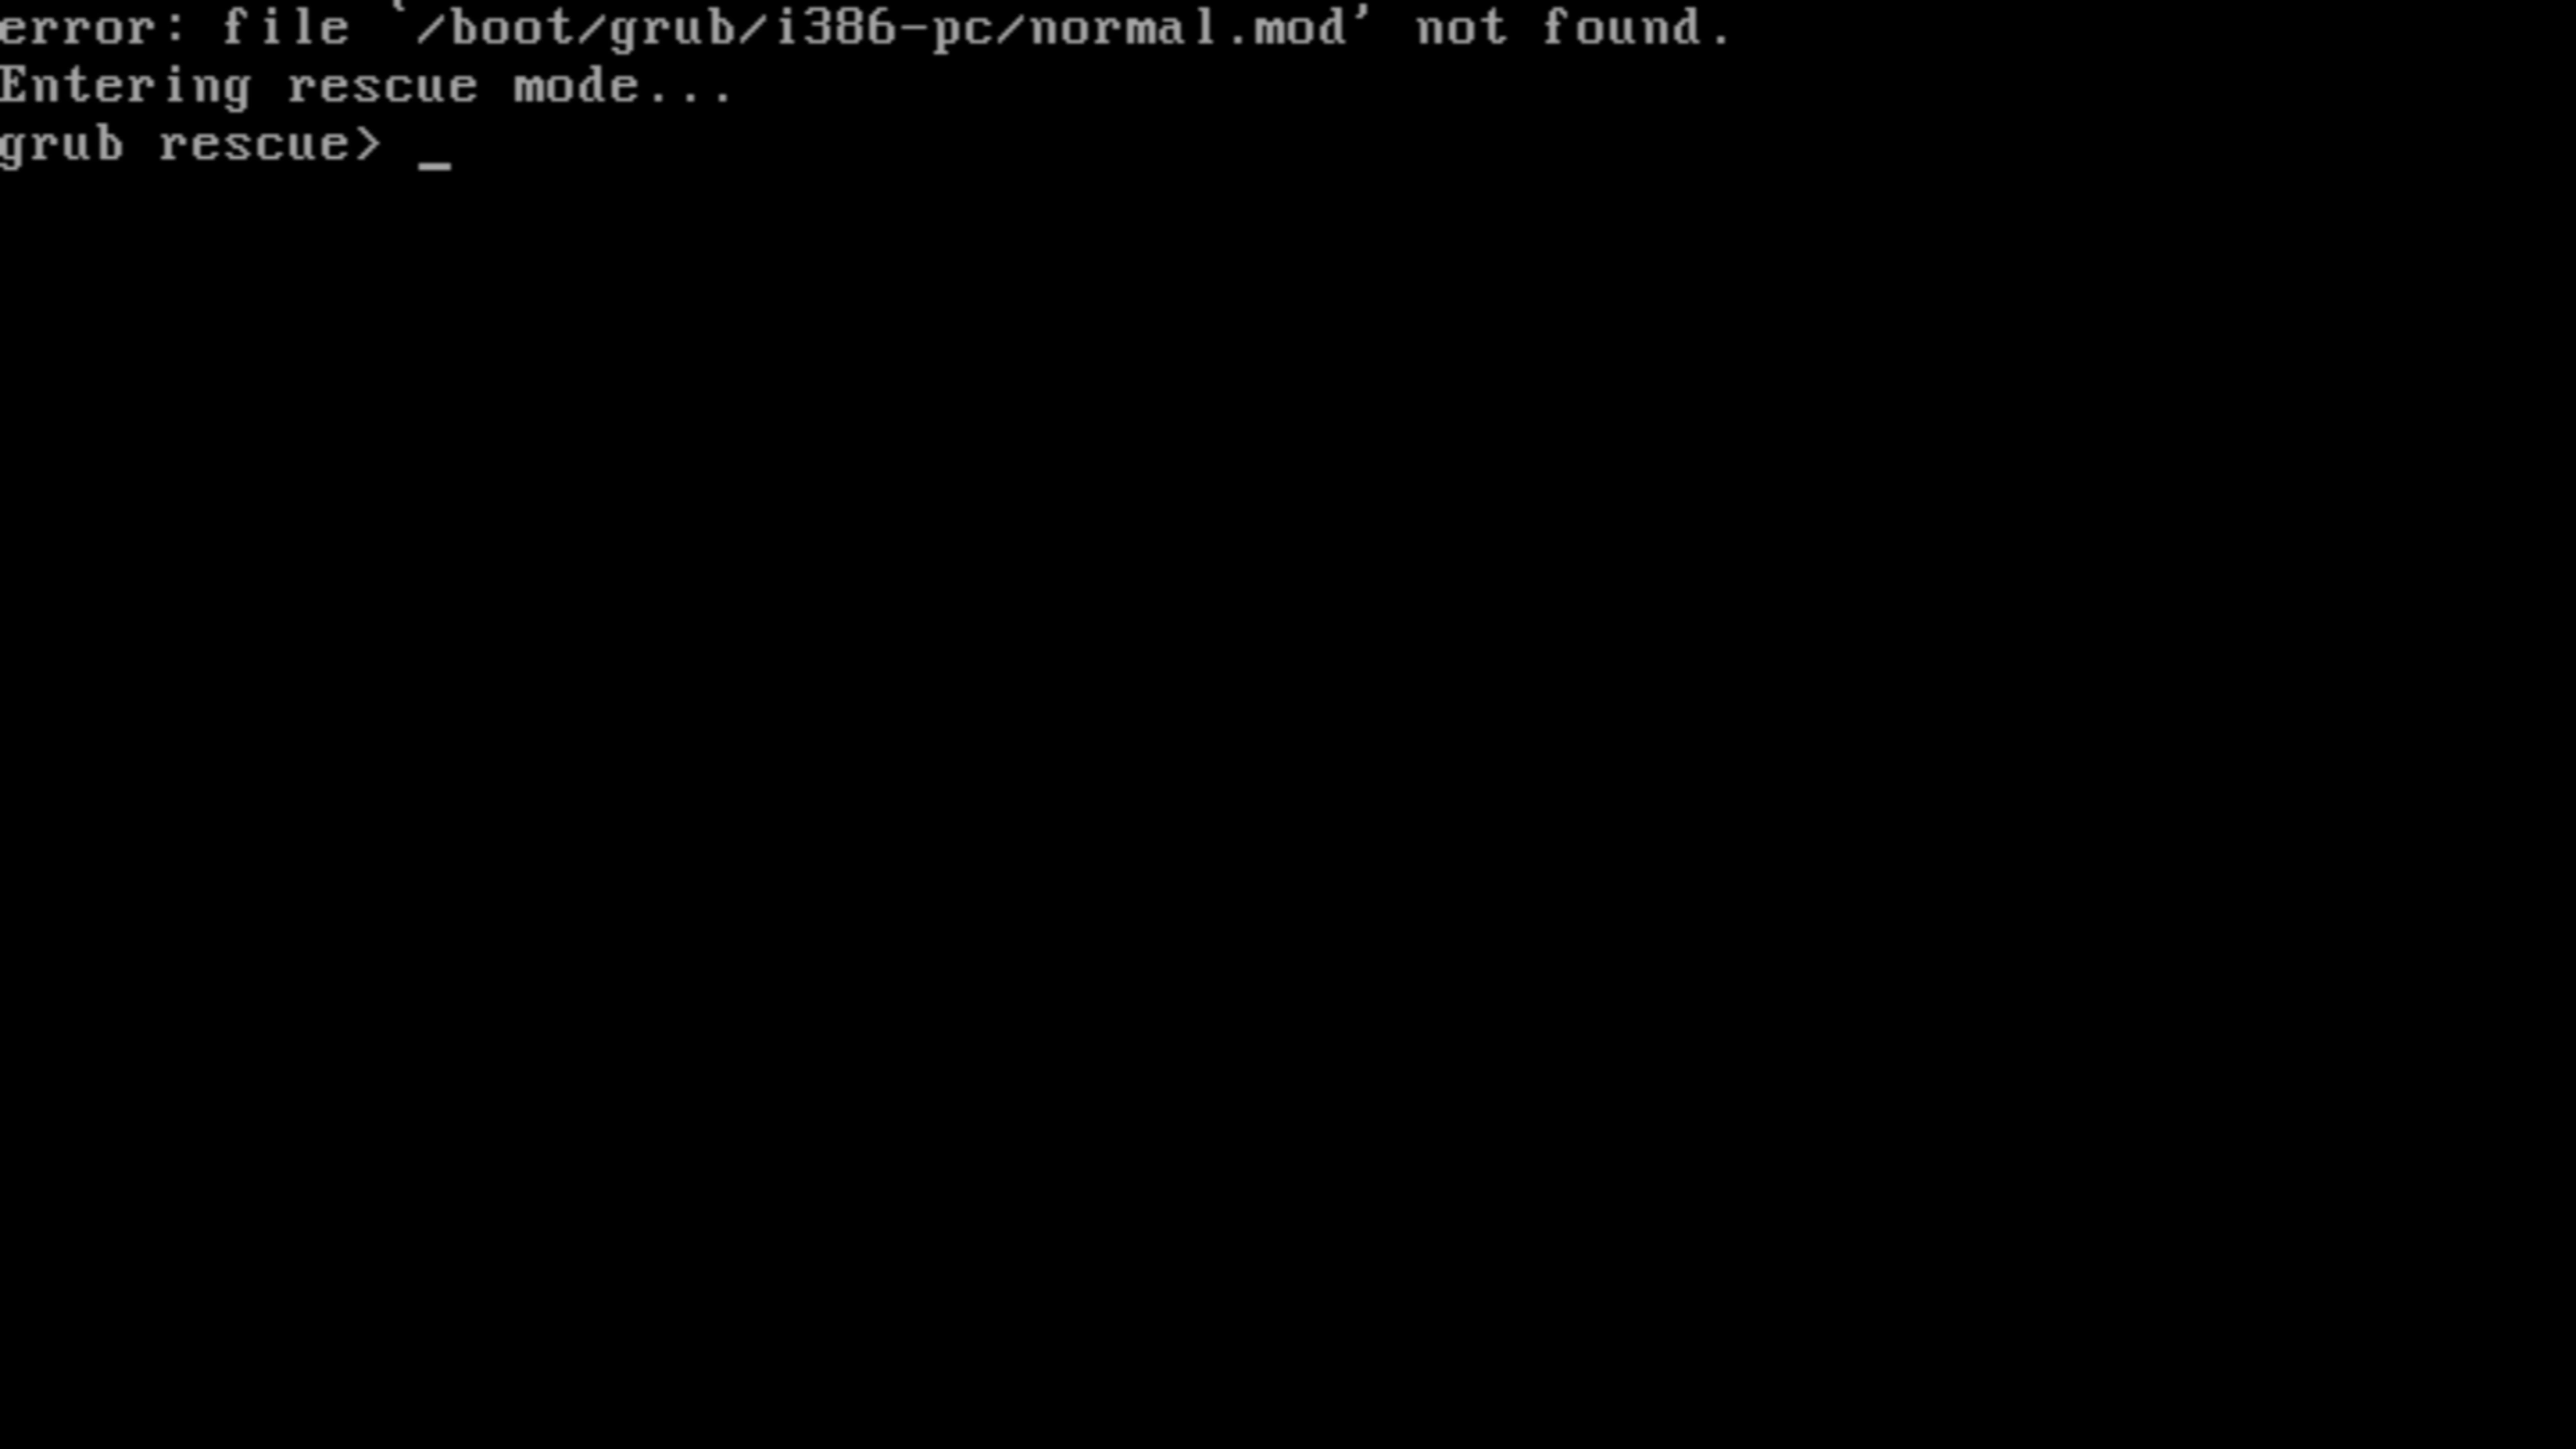 error: file `/boot/grub/i386-pc/normal.mod' not found.
Entering rescue mode...
grub rescue> _